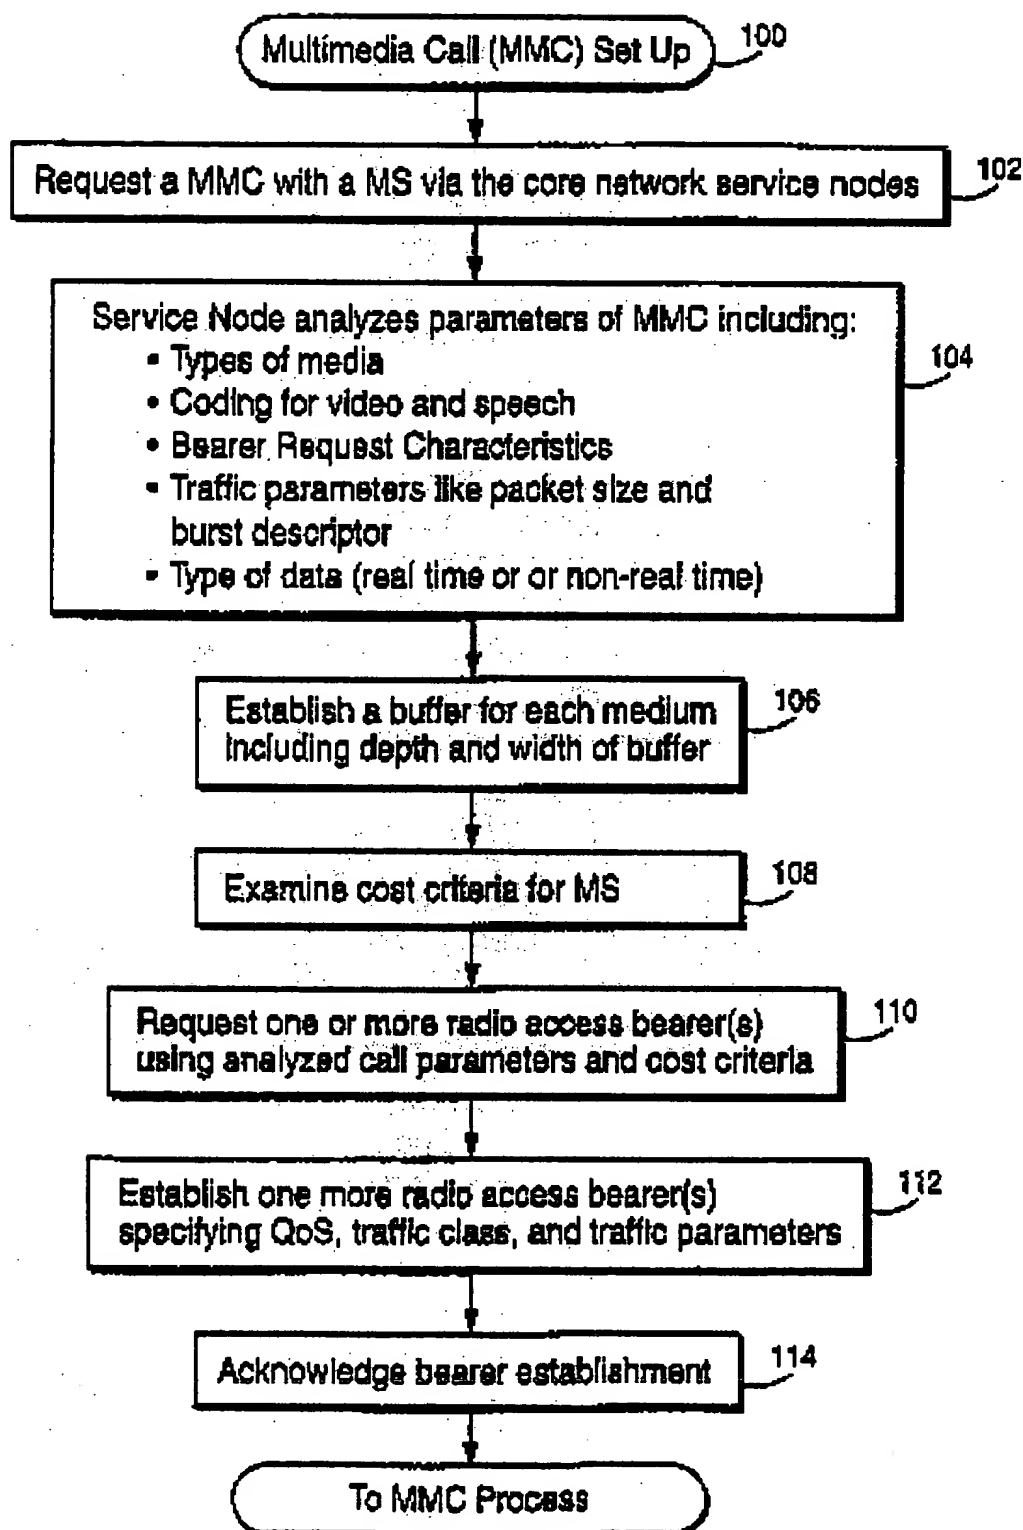 Multimedia Call (MMC) Set Up
100
Request a MMC with a MS via the core network service nodes
102
Service Node analyzes parameters of MMC including:
• Types of media
• Coding for video and speech
• Bearer Request Characteristics
• Traffic parameters like packet size and
burst descriptor
• Type of data (real time or or non-real time)
104
Establish a buffer for each medium
including depth and width of buffer
106
Examine cost criteria for MS
108
Request one or more radio access bearer(s)
using analyzed call parameters and cost criteria
110
Establish one more radio access bearer(s)
specifying QoS, traffic class, and traffic parameters
112
Acknowledge bearer establishment
114
To MMC Process